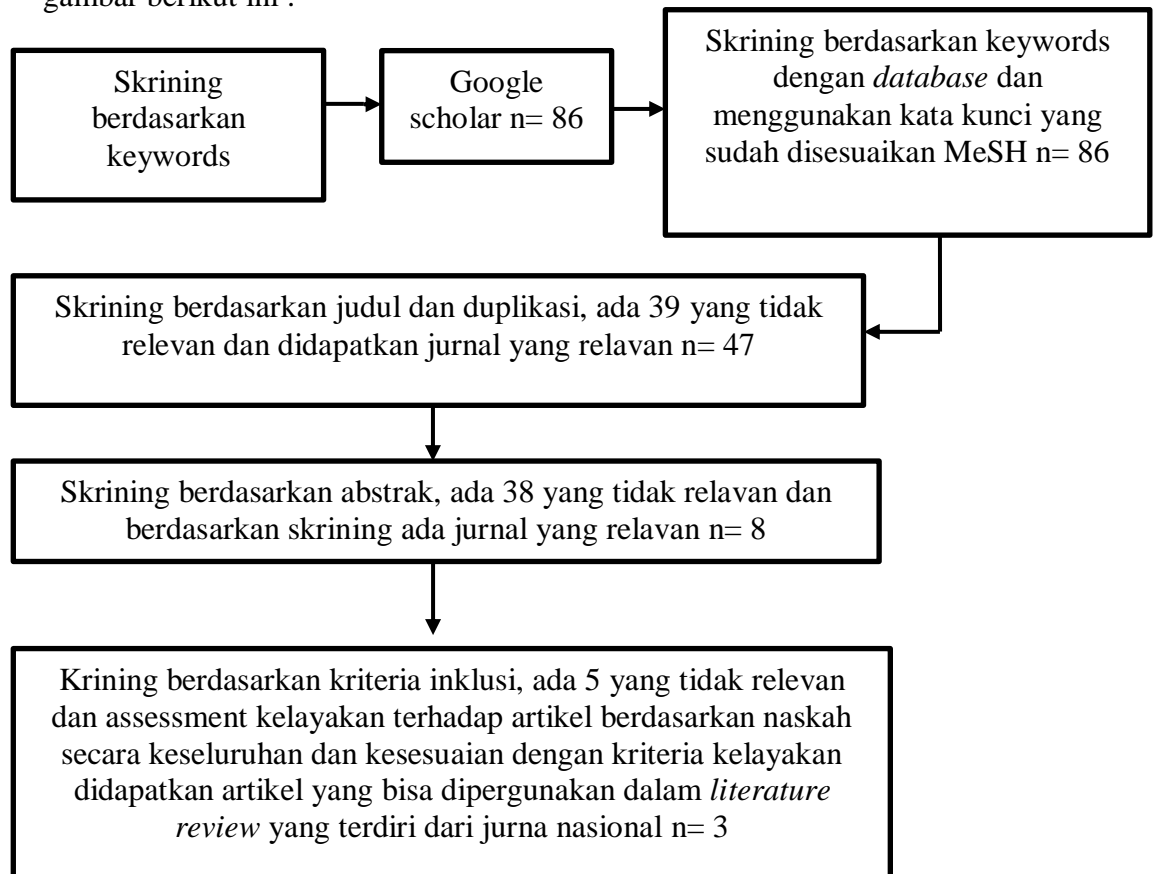 gambar berikut ini :
Skrining
berdasarkan
keywords
Google
scholar n= 86
Skrining berdasarkan keywords
dengan database dan
menggunakan kata kunci yang
sudah disesuaikan MeSH n= 86
Skrining berdasarkan judul dan duplikasi, ada 39 yang tidak
relevan dan didapatkan jurnal yang relavan n= 47
Skrining berdasarkan abstrak, ada 38 yang tidak relavan dan
berdasarkan skrining ada jurnal yang relavan n= 8
Krining berdasarkan kriteria inklusi, ada 5 yang tidak relevan
dan assessment kelayakan terhadap artikel berdasarkan naskah
secara keseluruhan dan kesesuaian dengan kriteria kelayakan
didapatkan artikel yang bisa dipergunakan dalam literature
review yang terdiri dari jurna nasional n= 3